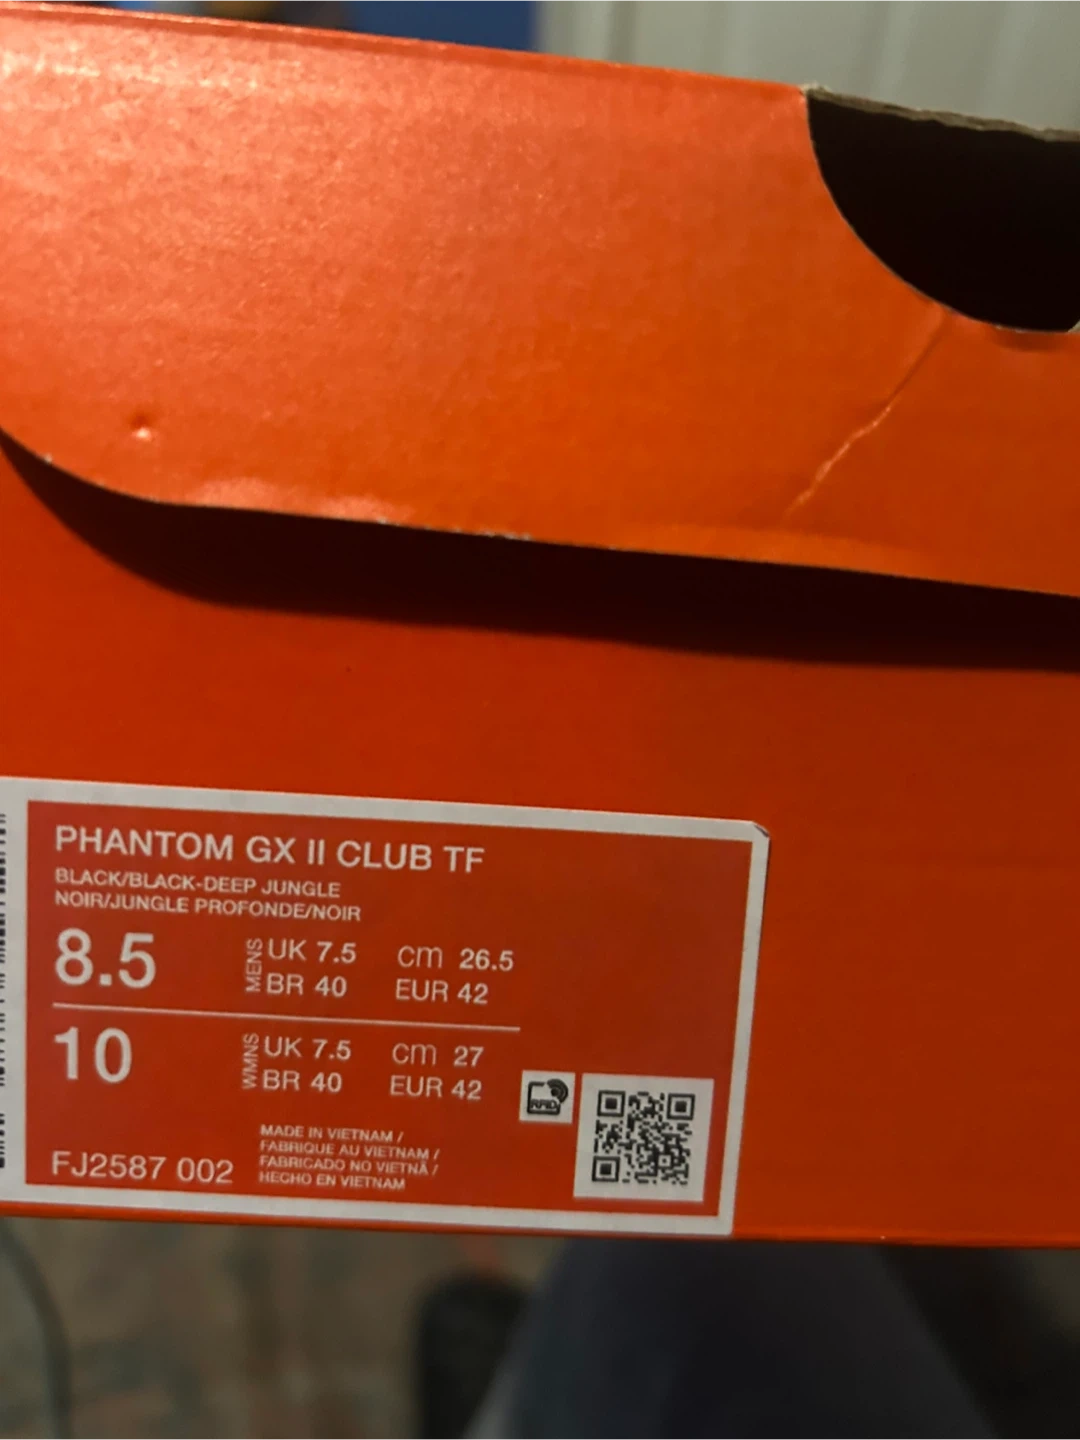 PHANTOM GX II CLUB TF
BLACK/BLACK-DEEP JUNGLE
NOIR/JUNGLE PROFONDE/NOIR
8.5 MENS UK 7.5 cm 26.5
BR 40 EUR 42
10 WMNS UK 7.5 cm 27
BR 40 EUR 42
RFID
MADE IN VIETNAM /
FABRIQUE AU VIETNAM /
FABRICADO NO VIETNÃ /
HECHO EN VIETNAM
FJ2587 002